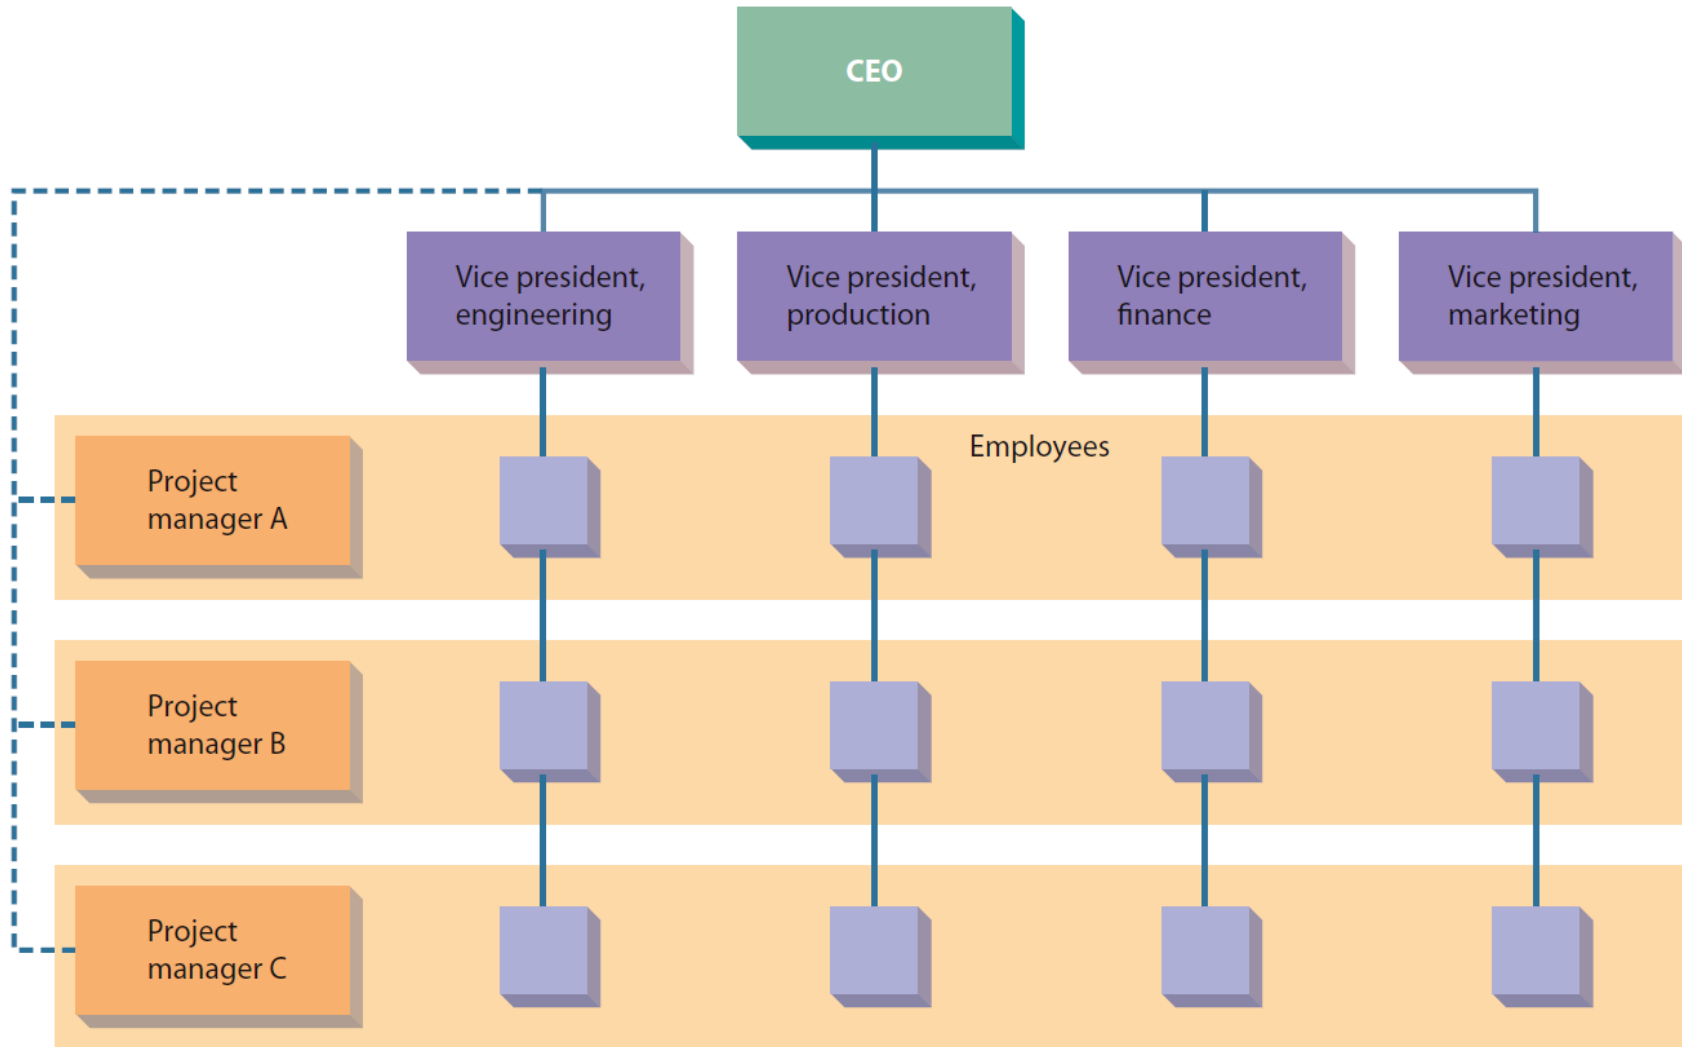 CEO
Vice president,
engineering
Vice president,
production
Vice president,
finance
Vice president,
marketing
Employees
Project
manager A
Project
manager B
Project
manager C